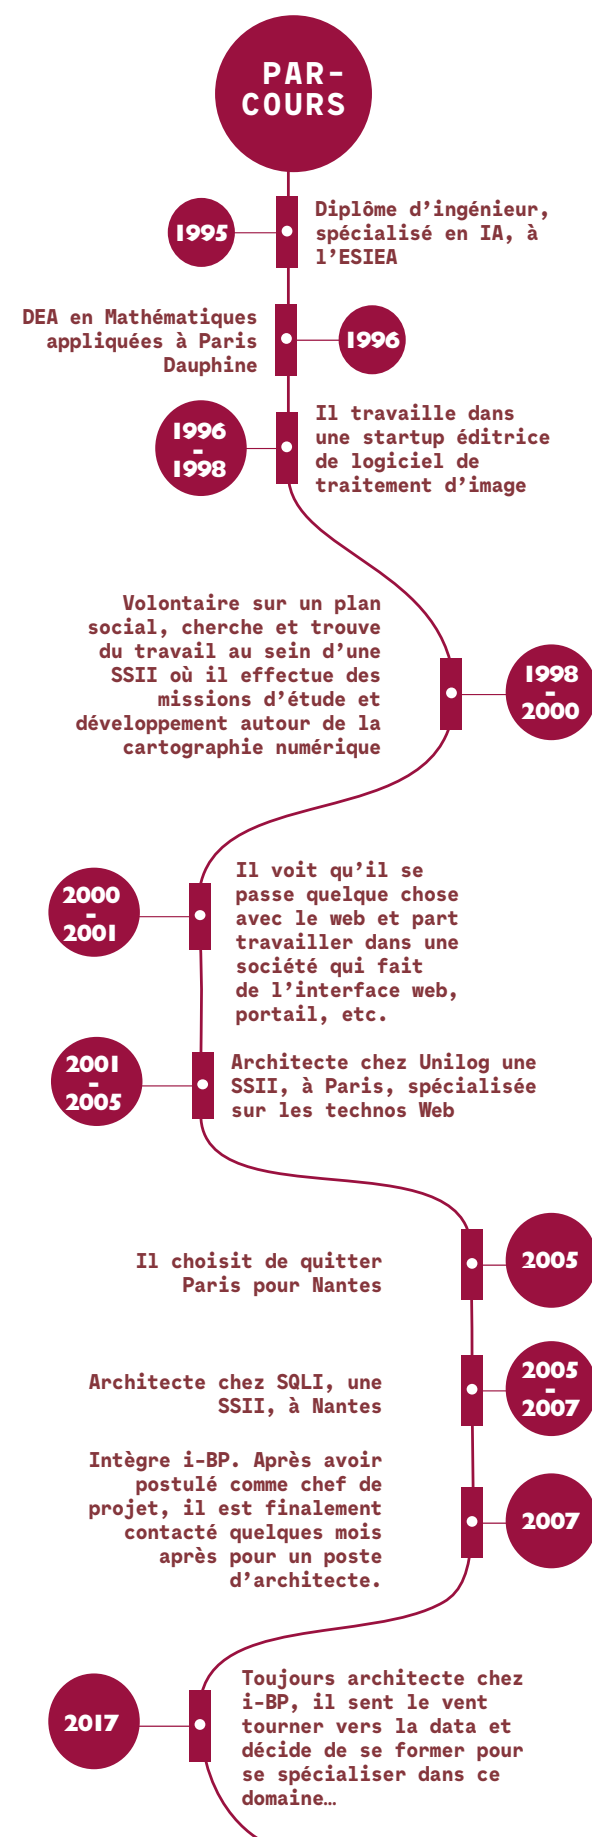 PAR-
COURS
1995
Diplôme d’ingénieur,
spécialisé en IA, à
l’ESIEA
DEA en Mathématiques
appliquées à Paris
Dauphine
1996
1996
-
1998
Il travaille dans
une startup éditrice
de logiciel de
traitement d’image
Volontaire sur un plan
social, cherche et trouve
du travail au sein d’une
SSII où il effectue des
missions d’étude et
développement autour de la
cartographie numérique
1998
-
2000
2000
-
2001
Il voit qu’il se
passe quelque chose
avec le web et part
travailler dans une
société qui fait
de l’interface web,
portail, etc.
2001
-
2005
Architecte chez Unilog une
SSII, à Paris, spécialisée
sur les technos Web
Il choisit de quitter
Paris pour Nantes
2005
Architecte chez SQLI, une
SSII, à Nantes
2005
-
2007
Intègre i-BP. Après avoir
postulé comme chef de
projet, il est finalement
contacté quelques mois
après pour un poste
d’architecte.
2007
2017
Toujours architecte chez
i-BP, il sent le vent
tourner vers la data et
décide de se former pour
se spécialiser dans ce
domaine…